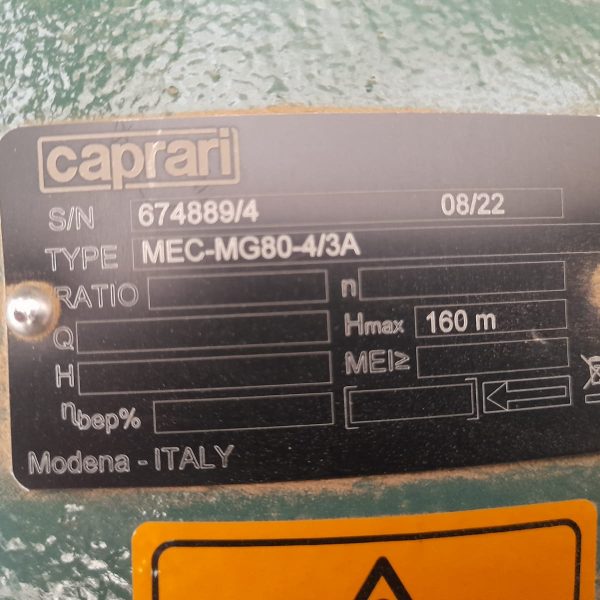 caprari
S/N 674889/4 08/22
TYPE MEC-MG80-4/3A
RATIO n
Q Hmax 160 m
H MEI≥
ηbep%
Modena - ITALY